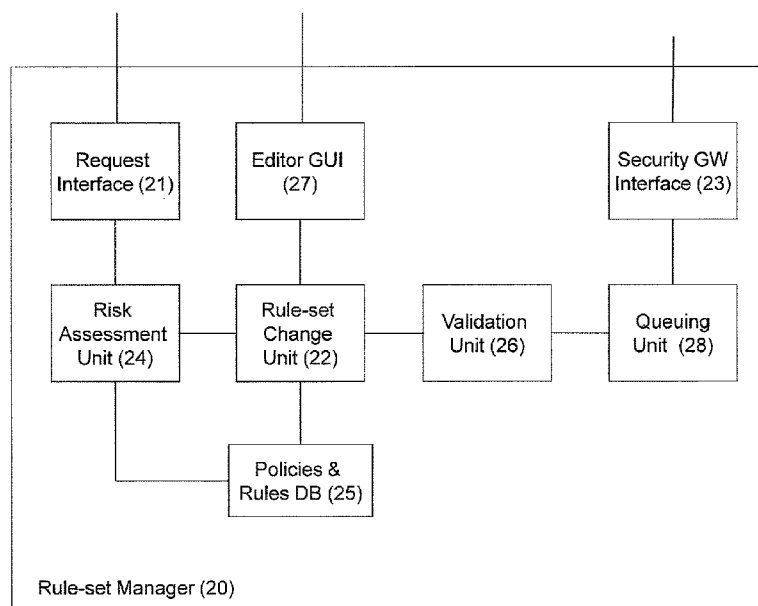 Request
Interface (21)
Editor GUI
(27)
Security GW
Interface (23)
Risk
Assessment
Unit (24)
Rule-set
Change
Unit (22)
Validation
Unit (26)
Queuing
Unit (28)
Policies &
Rules DB (25)
Rule-set Manager (20)